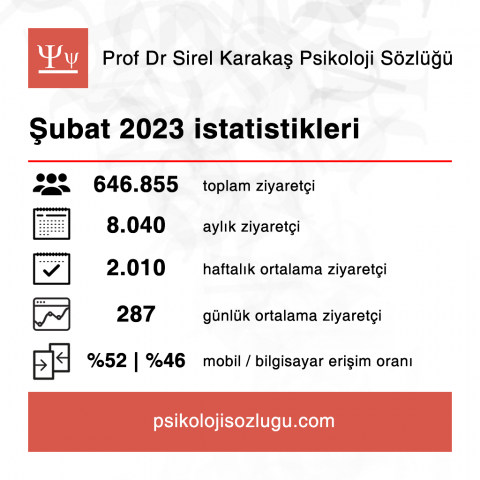 Ψψ
Prof Dr Sirel Karakaş Psikoloji Sözlüğü
Şubat 2023 istatistikleri
646.855 toplam ziyaretçi
8.040 aylık ziyaretçi
2.010 haftalık ortalama ziyaretçi
287 günlük ortalama ziyaretçi
%52 | %46 mobil / bilgisayar erişim oranı
psikolojisozlugu.com